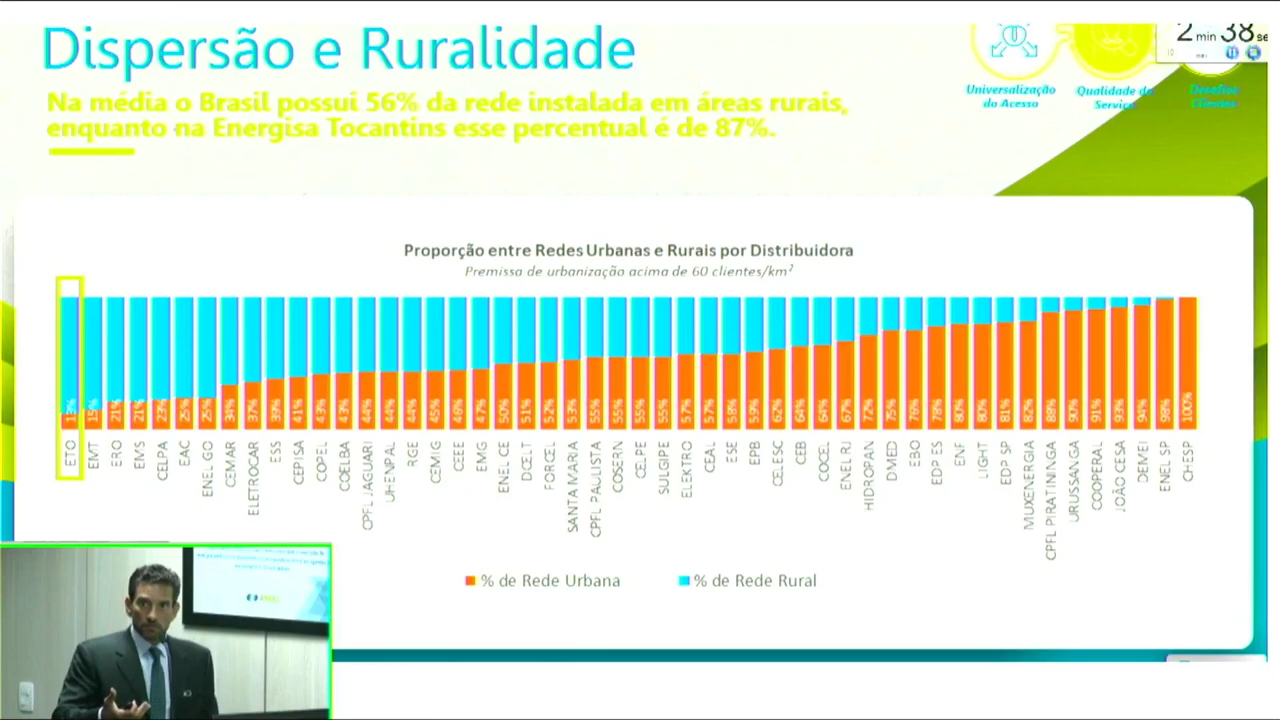 Dispersão e Ruralidade
2 min 38 se
Universalização
do Acesso
Qualidade do
Serviço
Desafios
Clientes
Na média o Brasil possui 56% da rede instalada em áreas rurais,
enquanto na Energisa Tocantins esse percentual é de 87%.
Proporção entre Redes Urbanas e Rurais por Distribuidora
Premissa de urbanização acima de 60 clientes/km²
13% 15% 21% 21% 23% 25% 25% 34% 37% 39% 41% 43% 43% 44% 44% 44% 45% 46% 47% 50% 51% 52% 53% 55% 55% 55% 55% 57% 57% 58% 59% 62% 64% 64% 67% 72% 75% 76% 78% 80% 80% 81% 82% 88% 90% 91% 93% 94% 98% 100%
ETO EMT ERO EMS CELPA EAC ENEL GO CEMAR ELETROCAR ESS CEPISA COPEL COELBA CPFL JAGUARI UHENPAL RGE CEMIG CEEE EMG ENEL CE DCELT FORCEL SANTA MARIA CPFL PAULISTA COSERN CELPE SULGIPE ELEKTRO CEAL ESE EPB CELESC CEB COCEL ENEL RJ HIDROPAN DMED EBO EDP ES ENF LIGHT EDP SP MUXENERGIA CPFL PIRATININGA URUSSANGA COOPERAL JOÃO CESA DEMEI ENEL SP CHESP
% de Rede Urbana
% de Rede Rural